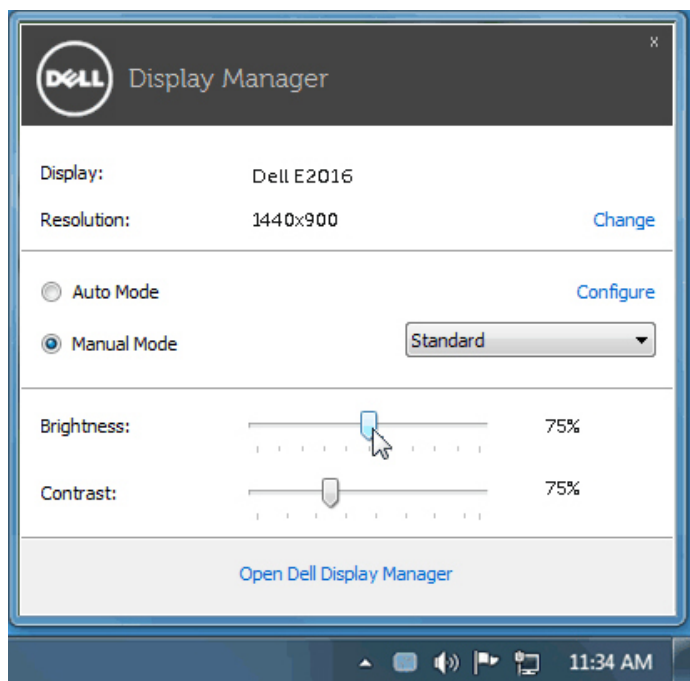 x
DELL Display Manager
Display: Dell E2016
Resolution: 1440x900 Change
Auto Mode Configure
Manual Mode Standard
Brightness: 75%
Contrast: 75%
Open Dell Display Manager
11:34 AM